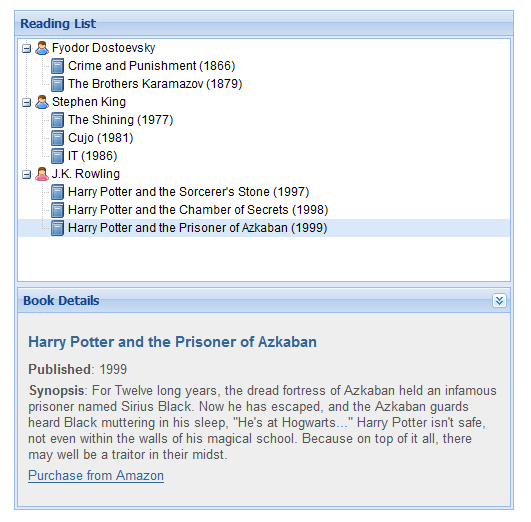 Reading List
Fyodor Dostoevsky
Crime and Punishment (1866)
The Brothers Karamazov (1879)
Stephen King
The Shining (1977)
Cujo (1981)
IT (1986)
J.K. Rowling
Harry Potter and the Sorcerer's Stone (1997)
Harry Potter and the Chamber of Secrets (1998)
Harry Potter and the Prisoner of Azkaban (1999)
Book Details
Harry Potter and the Prisoner of Azkaban
Published: 1999
Synopsis: For Twelve long years, the dread fortress of Azkaban held an infamous
prisoner named Sirius Black. Now he has escaped, and the Azkaban guards
heard Black muttering in his sleep, "He's at Hogwarts..." Harry Potter isn't safe,
not even within the walls of his magical school. Because on top of it all, there
may well be a traitor in their midst.
Purchase from Amazon